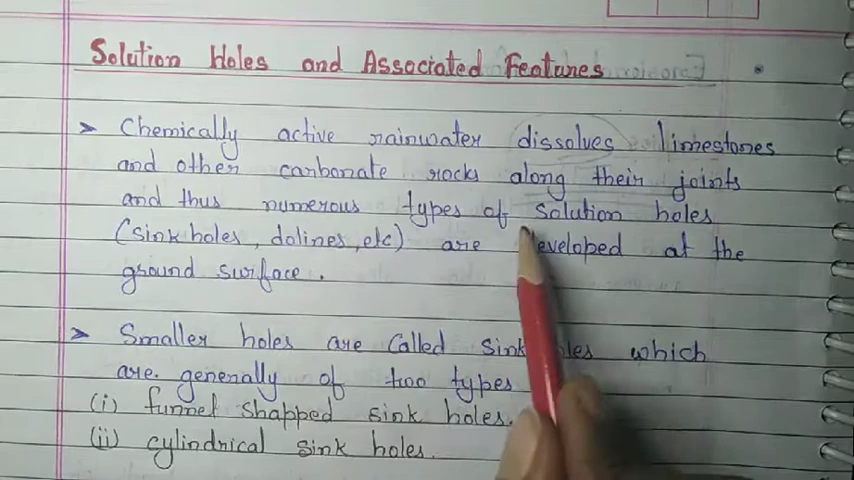 Solution Holes and Associated Features
➤ Chemically active rainwater dissolves limestones
and other carbonate rocks along their joints
and thus numerous types of solution holes
(sink holes, dolines, etc) are developed at the
ground surface.
➤ Smaller holes are Called Sink holes which
are generally of two types
(i) funnel shapped sink holes.
(ii) cylindrical sink holes.